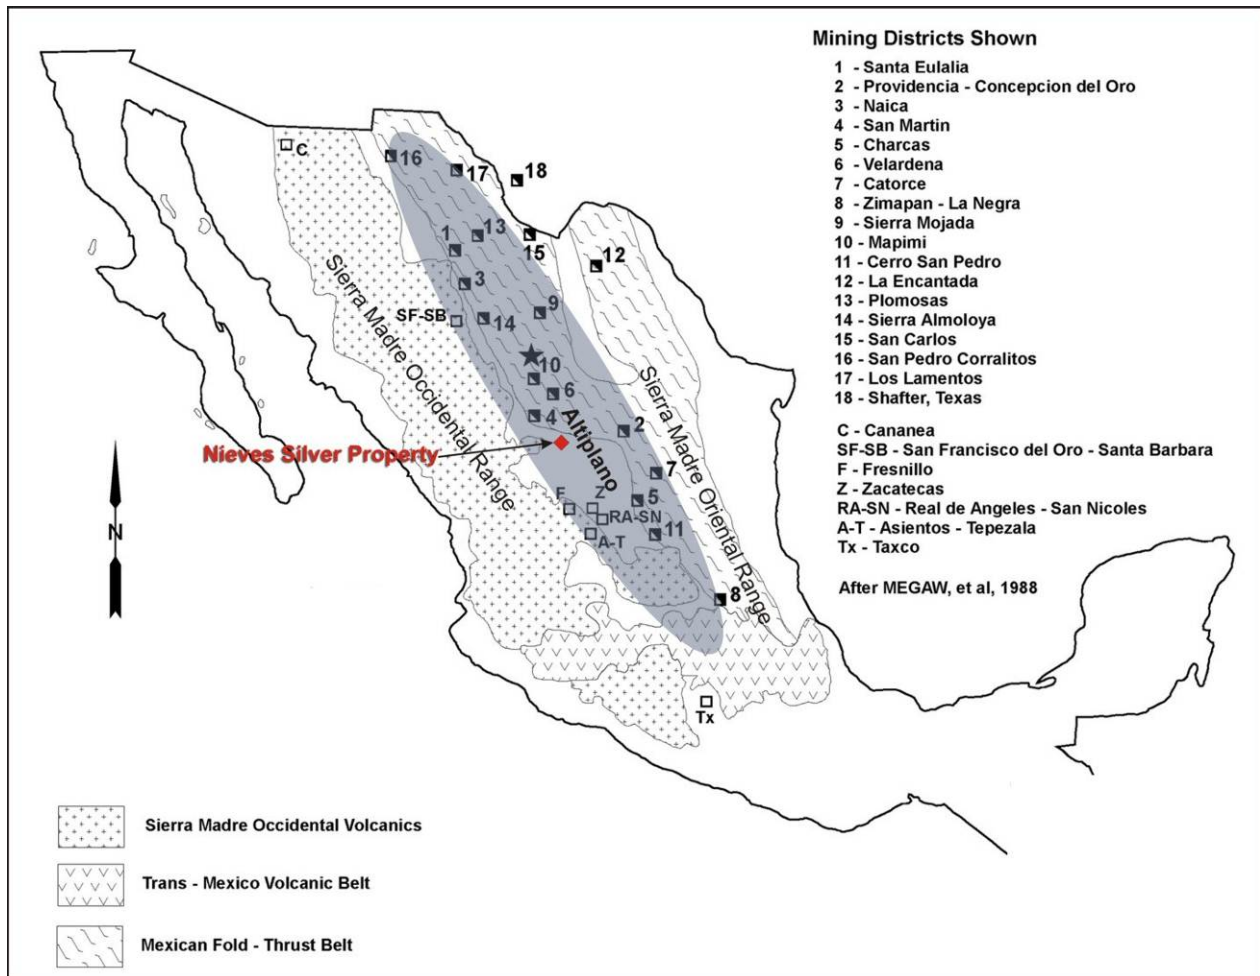 Mining Districts Shown
1 - Santa Eulalia
2 - Providencia - Concepcion del Oro
3 - Naica
4 - San Martin
5 - Charcas
6 - Velardena
7 - Catorce
8 - Zimapan - La Negra
9 - Sierra Mojada
10 - Mapimi
11 - Cerro San Pedro
12 - La Encantada
13 - Plomosas
14 - Sierra Almoloya
15 - San Carlos
16 - San Pedro Corralitos
17 - Los Lamentos
18 - Shafter, Texas
C - Cananea
SF-SB - San Francisco del Oro - Santa Barbara
F - Fresnillo
Z - Zacatecas
RA-SN - Real de Angeles - San Nicoles
A-T - Asientos - Tepezala
Tx - Taxco
After MEGAW, et al, 1988
C
16
17
18
1
13
15
12
3
9
SF-SB
14
10
6
4
2
7
5
11
8
F
Z
RA-SN
A-T
Tx
Sierra Madre Occidental Range
Altiplano
Sierra Madre Oriental Range
Nieves Silver Property
N
Sierra Madre Occidental Volcanics
Trans - Mexico Volcanic Belt
Mexican Fold - Thrust Belt